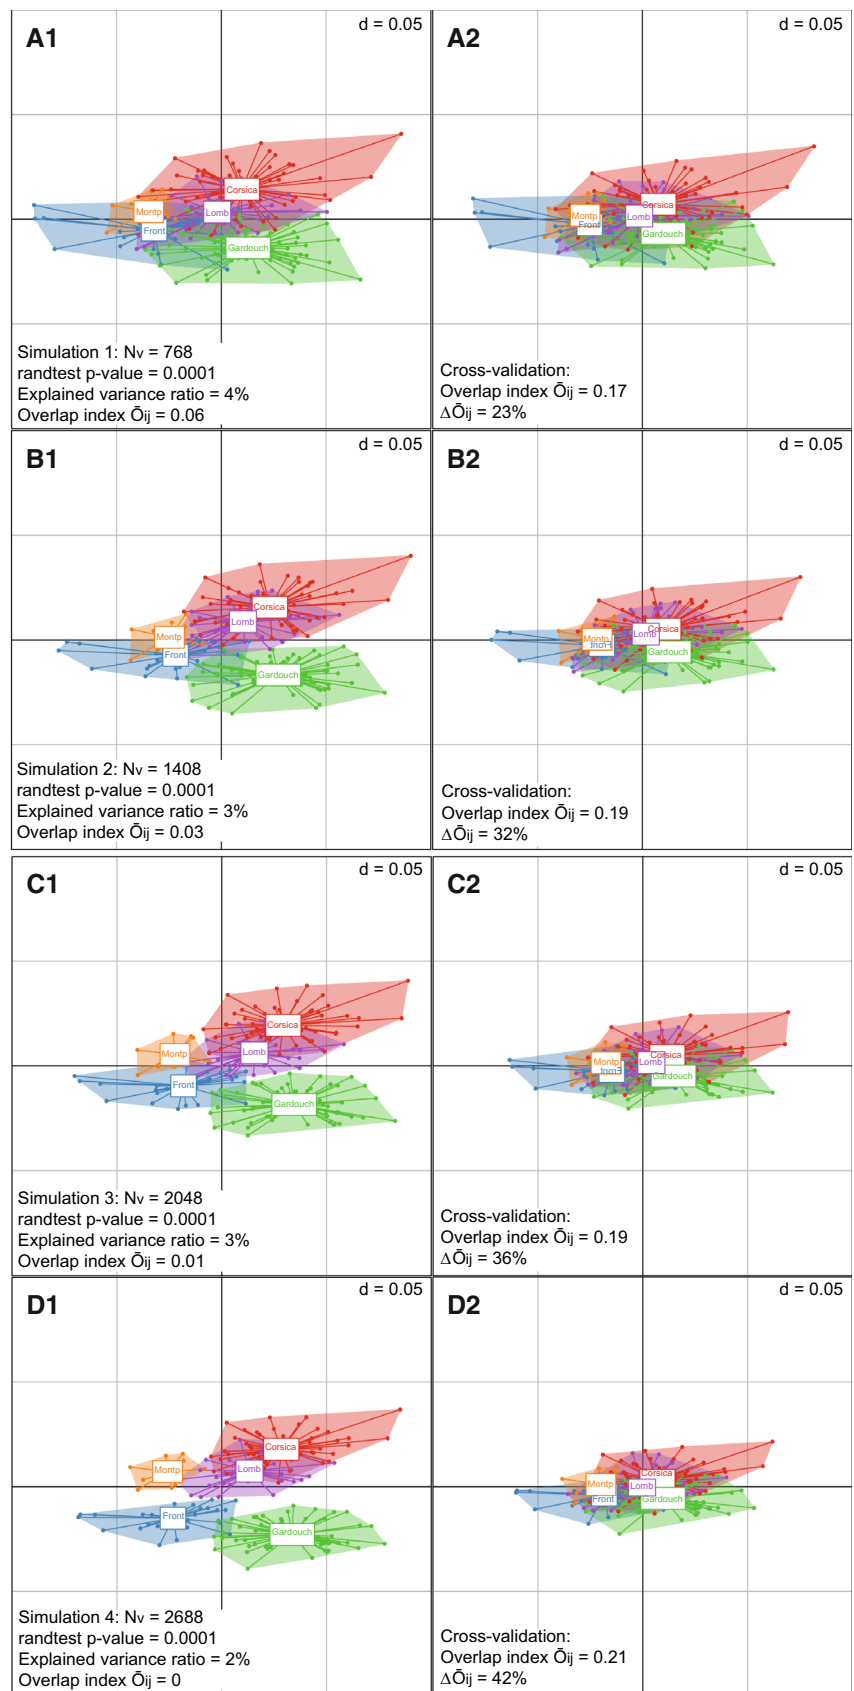 A1
d = 0.05
Corsica
Montp
Lomb
Front
Gardouch
Simulation 1: Nv = 768
randtest p-value = 0.0001
Explained variance ratio = 4%
Overlap index Ōij = 0.06
A2
d = 0.05
Corsica
Montp
Lomb
Front
Gardouch
Cross-validation:
Overlap index Ōij = 0.17
ΔŌij = 23%
B1
d = 0.05
Corsica
Lomb
Montp
Front
Gardouch
Simulation 2: Nv = 1408
randtest p-value = 0.0001
Explained variance ratio = 3%
Overlap index Ōij = 0.03
B2
d = 0.05
Corsica
Lomb
Montp
Front
Gardouch
Cross-validation:
Overlap index Ōij = 0.19
ΔŌij = 32%
C1
d = 0.05
Corsica
Montp
Lomb
Front
Gardouch
Simulation 3: Nv = 2048
randtest p-value = 0.0001
Explained variance ratio = 3%
Overlap index Ōij = 0.01
C2
d = 0.05
Corsica
Montp
Lomb
Front
Gardouch
Cross-validation:
Overlap index Ōij = 0.19
ΔŌij = 36%
D1
d = 0.05
Corsica
Montp
Lomb
Front
Gardouch
Simulation 4: Nv = 2688
randtest p-value = 0.0001
Explained variance ratio = 2%
Overlap index Ōij = 0
D2
d = 0.05
Corsica
Montp
Lomb
Front
Gardouch
Cross-validation:
Overlap index Ōij = 0.21
ΔŌij = 42%